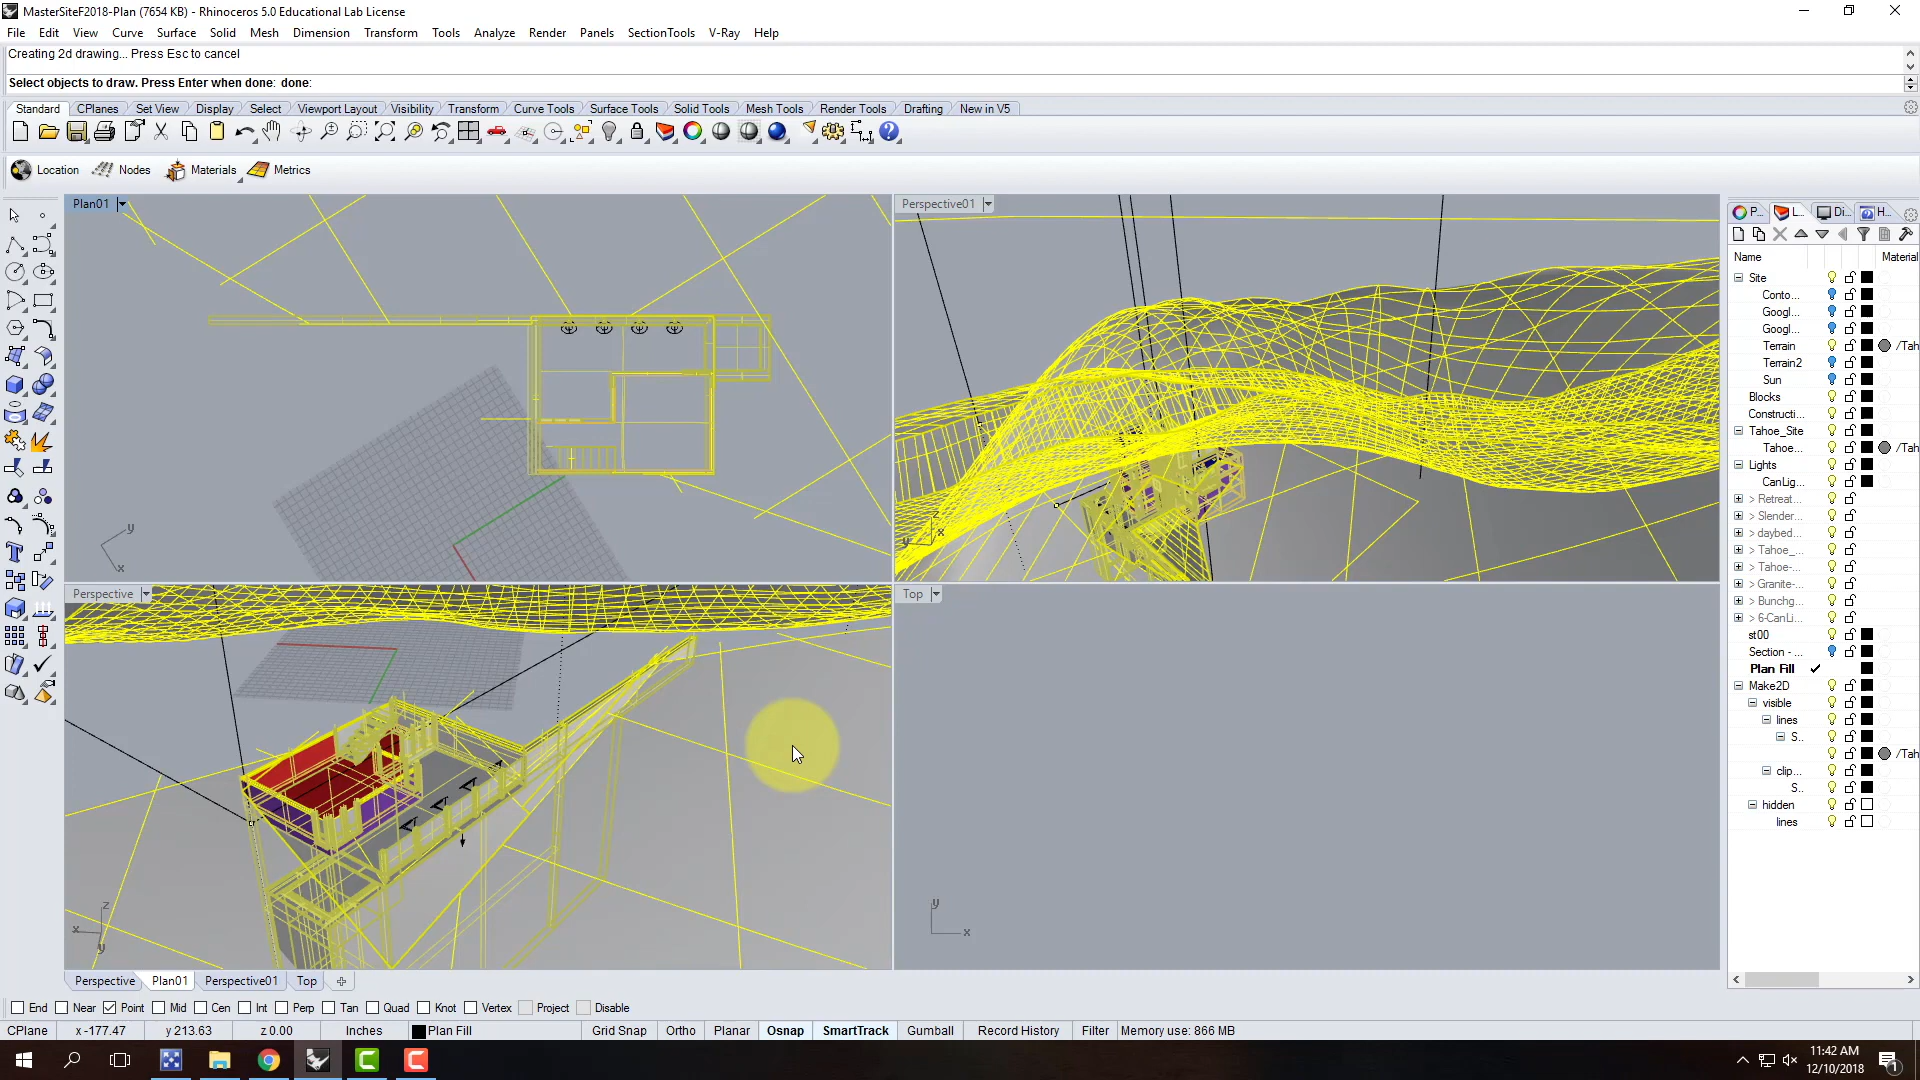 MasterSiteF2018-Plan (7654 KB) - Rhinoceros 5.0 Educational Lab License
File Edit View Curve Surface Solid Mesh Dimension Transform Tools Analyze Render Panels SectionTools V-Ray Help
Creating 2d drawing... Press Esc to cancel
Select objects to draw. Press Enter when done: done:
Standard CPlanes Set View Display Select Viewport Layout Visibility Transform Curve Tools Surface Tools Solid Tools Mesh Tools Render Tools Drafting New in V5
Location Nodes Materials Metrics
Plan01 Perspective01
P... L... Di... H...
Name Material
Site
Conto...
Googl...
Googl...
Terrain /Tah
Terrain2
Sun
Blocks
Constructi...
Tahoe_Site
Tahoe... /Tah
Lights
CanLig...
> Retreat...
> Slender...
> daybed...
> Tahoe_...
> Tahoe-...
> Granite-...
> Bunchg...
> 6-CanLi...
st00
Section - ...
Plan Fill
Make2D
visible
lines
S..
/Tah
clip...
S..
hidden
lines
y
x
z
x
y
Perspective Top
z
x
y
y
x
Perspective Plan01 Perspective01 Top
End Near Point Mid Cen Int Perp Tan Quad Knot Vertex Project Disable
CPlane x -177.47 y 213.63 z 0.00 Inches Plan Fill Grid Snap Ortho Planar Osnap SmartTrack Gumball Record History Filter Memory use: 866 MB
11:42 AM
12/10/2018
1